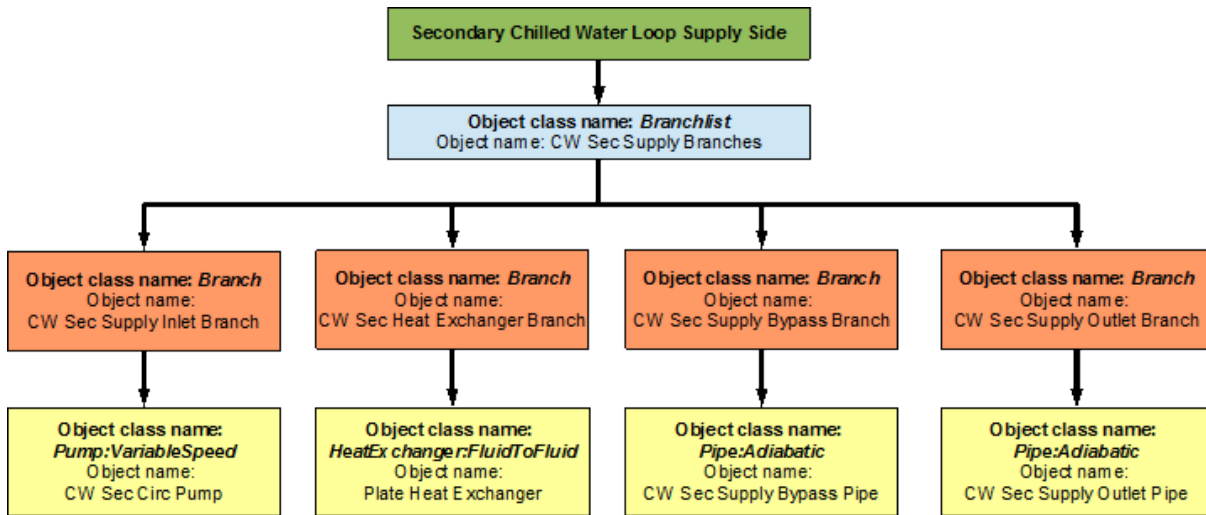 Secondary Chilled Water Loop Supply Side
Object class name: Branchlist
Object name: CW Sec Supply Branches
Object class name: Branch
Object name:
CW Sec Supply Inlet Branch
Object class name: Branch
Object name:
CW Sec Heat Exchanger Branch
Object class name: Branch
Object name:
CW Sec Supply Bypass Branch
Object class name: Branch
Object name:
CW Sec Supply Outlet Branch
Object class name:
Pump:VariableSpeed
Object name:
CW Sec Circ Pump
Object class name:
HeatExchanger:FluidToFluid
Object name:
Plate Heat Exchanger
Object class name:
Pipe:Adiabatic
Object name:
CW Sec Supply Bypass Pipe
Object class name:
Pipe:Adiabatic
Object name:
CW Sec Supply Outlet Pipe